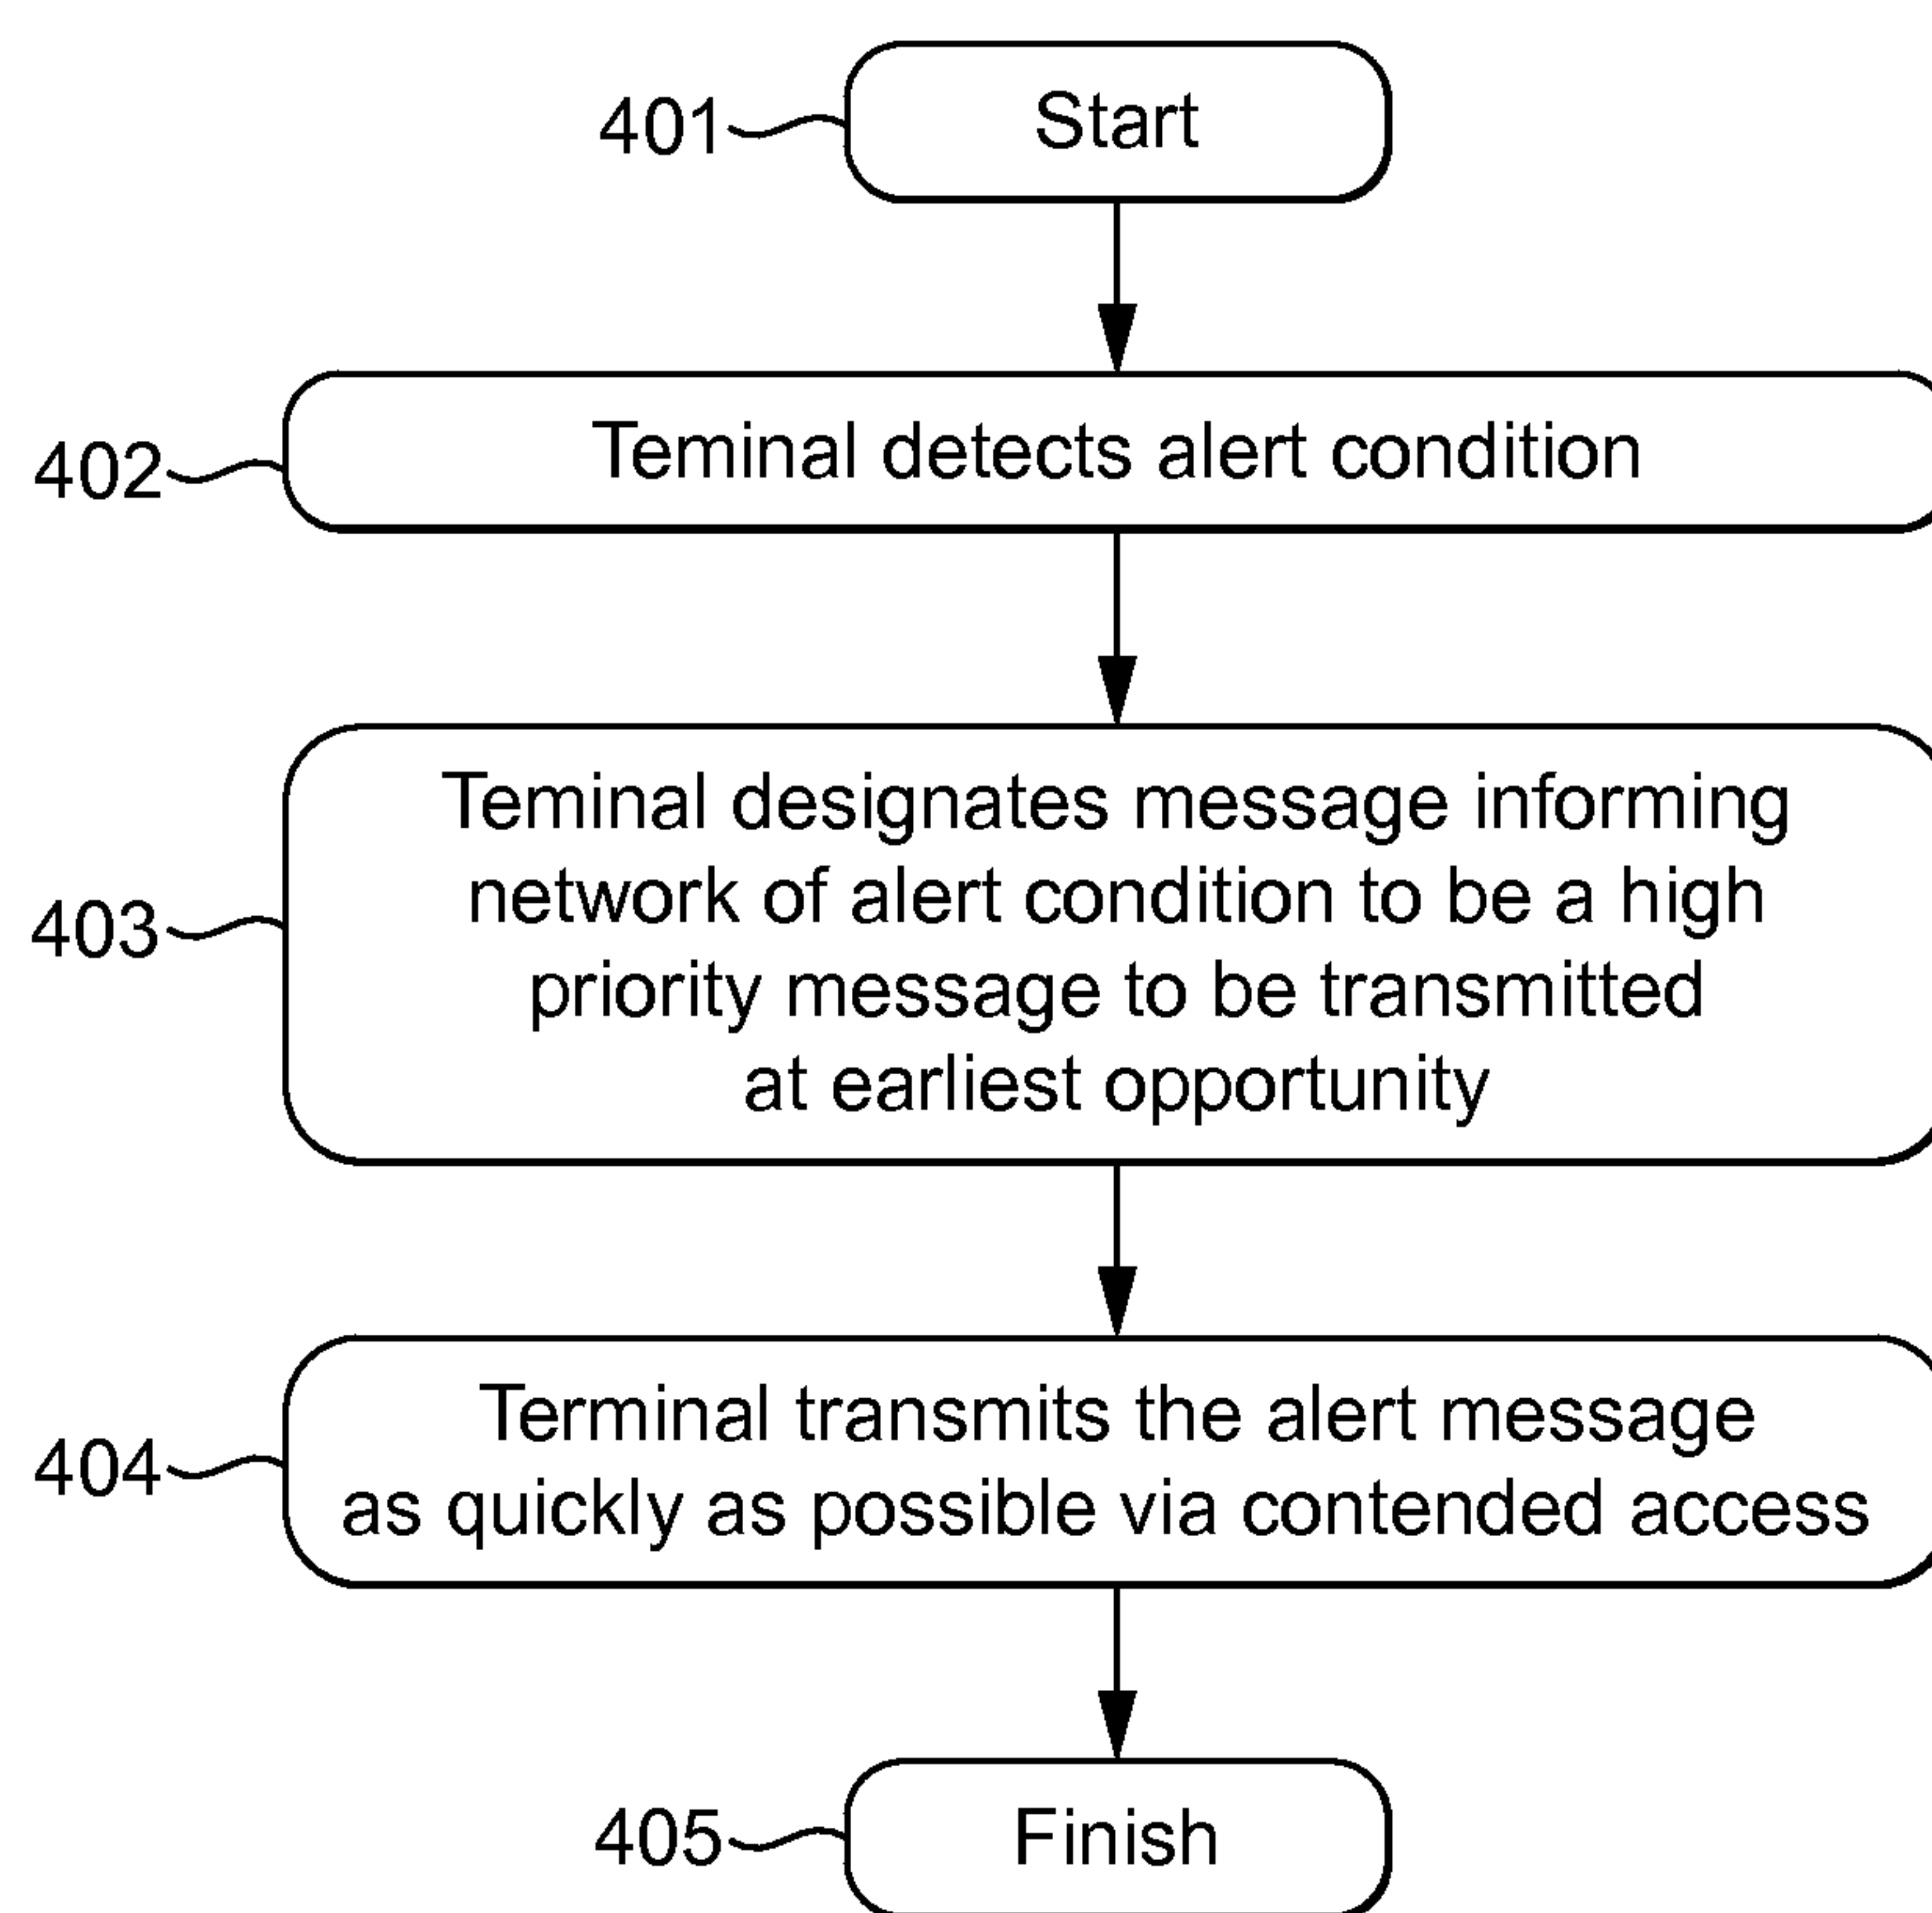 401 Start
402 Teminal detects alert condition
Teminal designates message informing
network of alert condition to be a high
403 priority message to be transmitted
at earliest opportunity
Terminal transmits the alert message
404 as quickly as possible via contended access
405 Finish